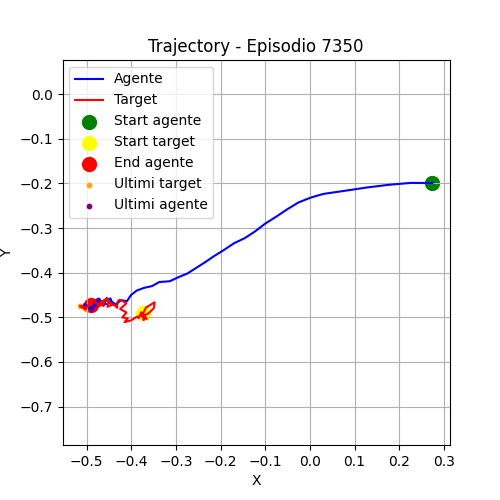 Trajectory - Episodio 7350
Agente
Target
Start agente
Start target
End agente
Ultimi target
Ultimi agente
0.0
−0.1
−0.2
−0.3
−0.4
−0.5
−0.6
−0.7
Y
−0.5
−0.4
−0.3
−0.2
−0.1
0.0
0.1
0.2
0.3
X